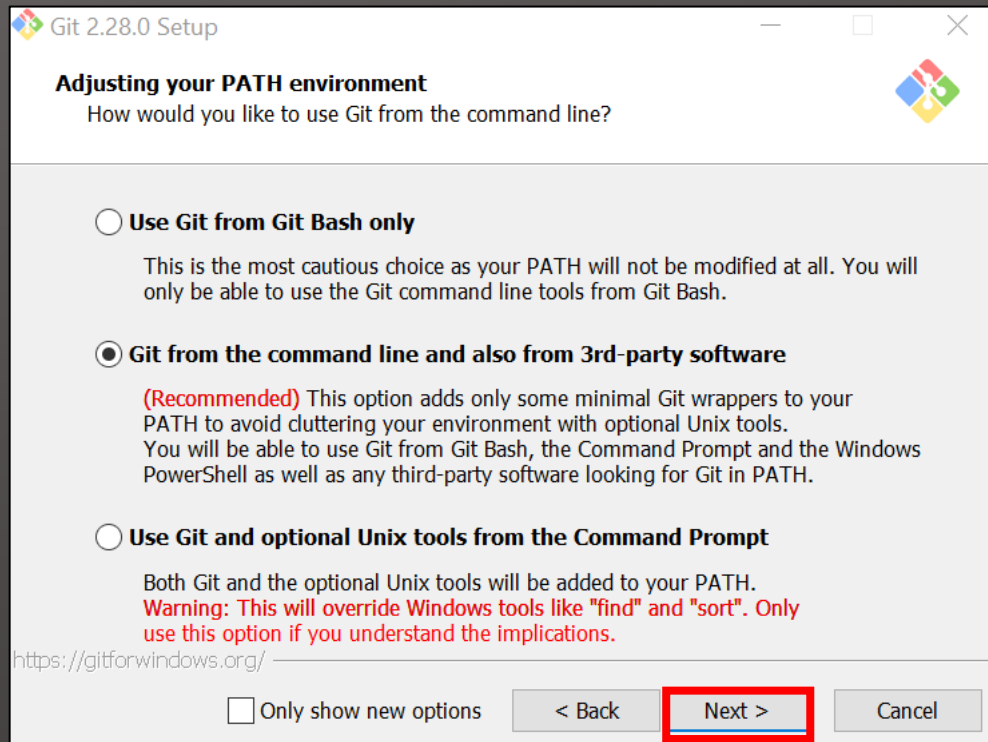 Git 2.28.0 Setup
Adjusting your PATH environment
How would you like to use Git from the command line?
Use Git from Git Bash only
This is the most cautious choice as your PATH will not be modified at all. You will
only be able to use the Git command line tools from Git Bash.
Git from the command line and also from 3rd-party software
(Recommended) This option adds only some minimal Git wrappers to your
PATH to avoid cluttering your environment with optional Unix tools.
You will be able to use Git from Git Bash, the Command Prompt and the Windows
PowerShell as well as any third-party software looking for Git in PATH.
Use Git and optional Unix tools from the Command Prompt
Both Git and the optional Unix tools will be added to your PATH.
Warning: This will override Windows tools like "find" and "sort". Only
use this option if you understand the implications.
https://gitforwindows.org/
Only show new options
< Back
Next >
Cancel